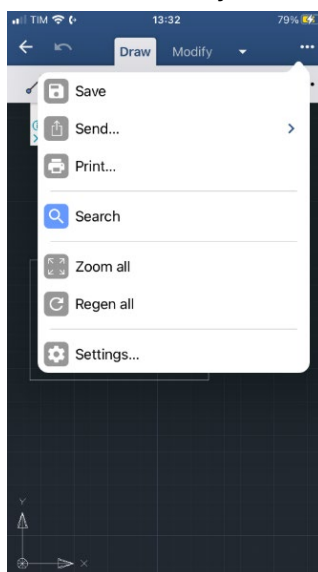 TIM 13:32 79%
Draw Modify
Save
Send...
Print...
Search
Zoom all
Regen all
Settings...
Y
X